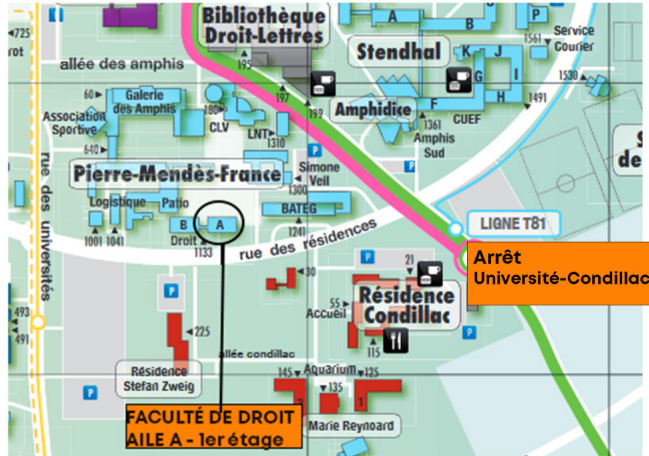 ◄725
rot
Bibliothèque
Droit-Lettres
195
A
B
P
Stendhal
1561
Service
Courier
1530
K
J
G
I
F
H
CUEF
1491
1361
Amphis
Sud
allée des amphis
197
199
Amphidice
S
de
60
Galerie
des Amphis
180
CLV
LNT
1310
Association
Sportive
640
P
Simone
Veil
1300
Pierre-Mendès-France
Logistique
Patio
1001
1041
B
A
Droit
1133
BATEG
1241
rue des universités
rue des résidences
LIGNE T81
Arrêt
Université-Condillac
P
21
30
55
Accueil
Résidence
Condillac
115
P
493
491
P
225
Résidence
Stefan Zweig
P
allée condillac
145
Aquarium
125
135
2
1
Marie Reynoard
FACULTÉ DE DROIT
AILE A - 1er étage